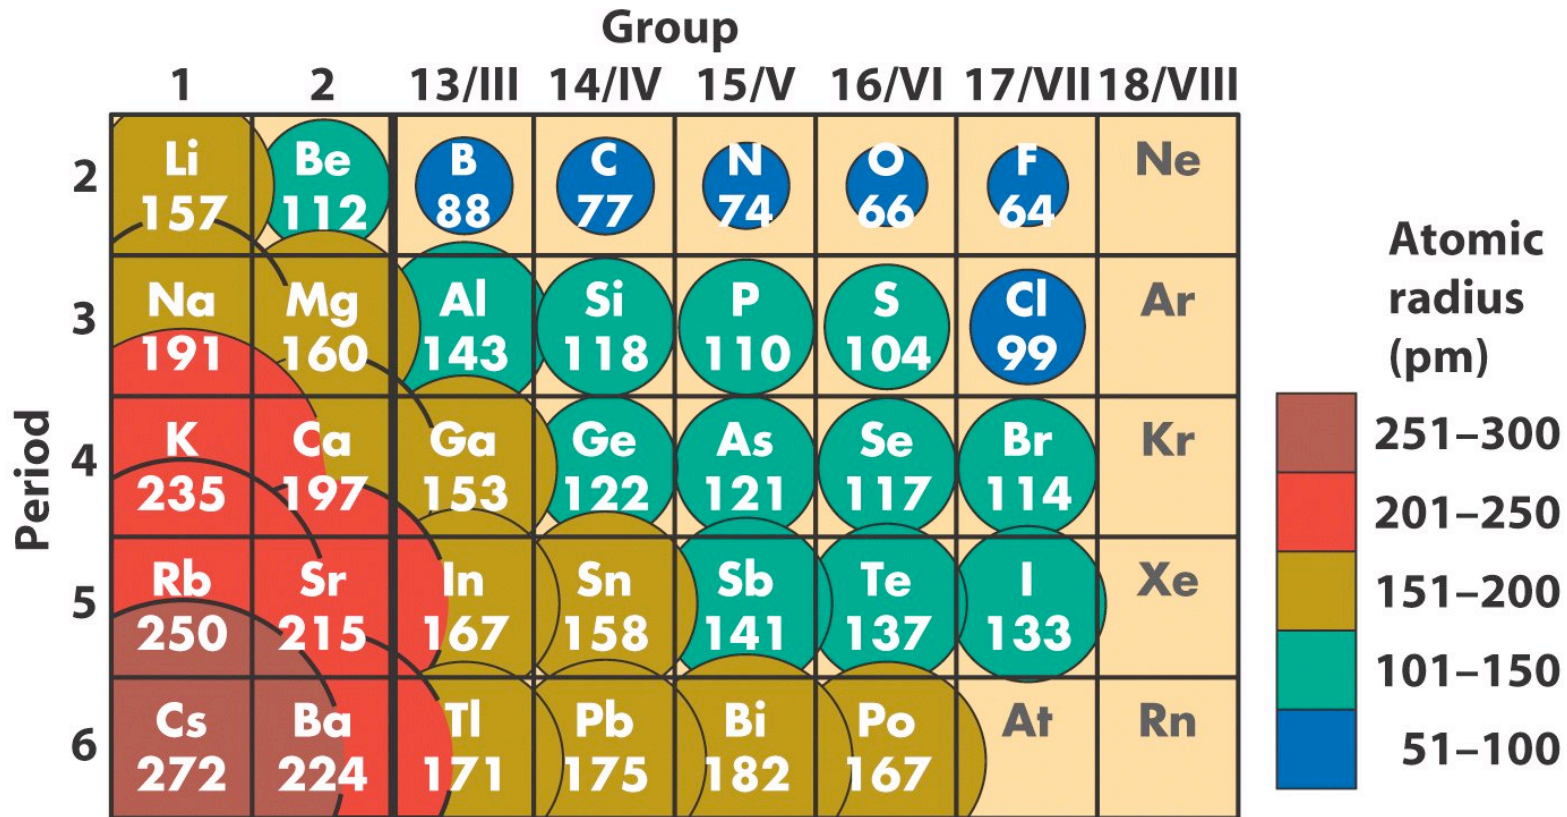 Group
1 2 13/III 14/IV 15/V 16/VI 17/VII 18/VIII
2
Li Be B C N O F Ne
157 112 88 77 74 66 64
3
Na Mg Al Si P S Cl Ar
191 160 143 118 110 104 99
4
K Ca Ga Ge As Se Br Kr
235 197 153 122 121 117 114
5
Rb Sr In Sn Sb Te I Xe
250 215 167 158 141 137 133
6
Cs Ba Tl Pb Bi Po At Rn
272 224 171 175 182 167
Period
Atomic
radius
(pm)
251–300
201–250
151–200
101–150
51–100